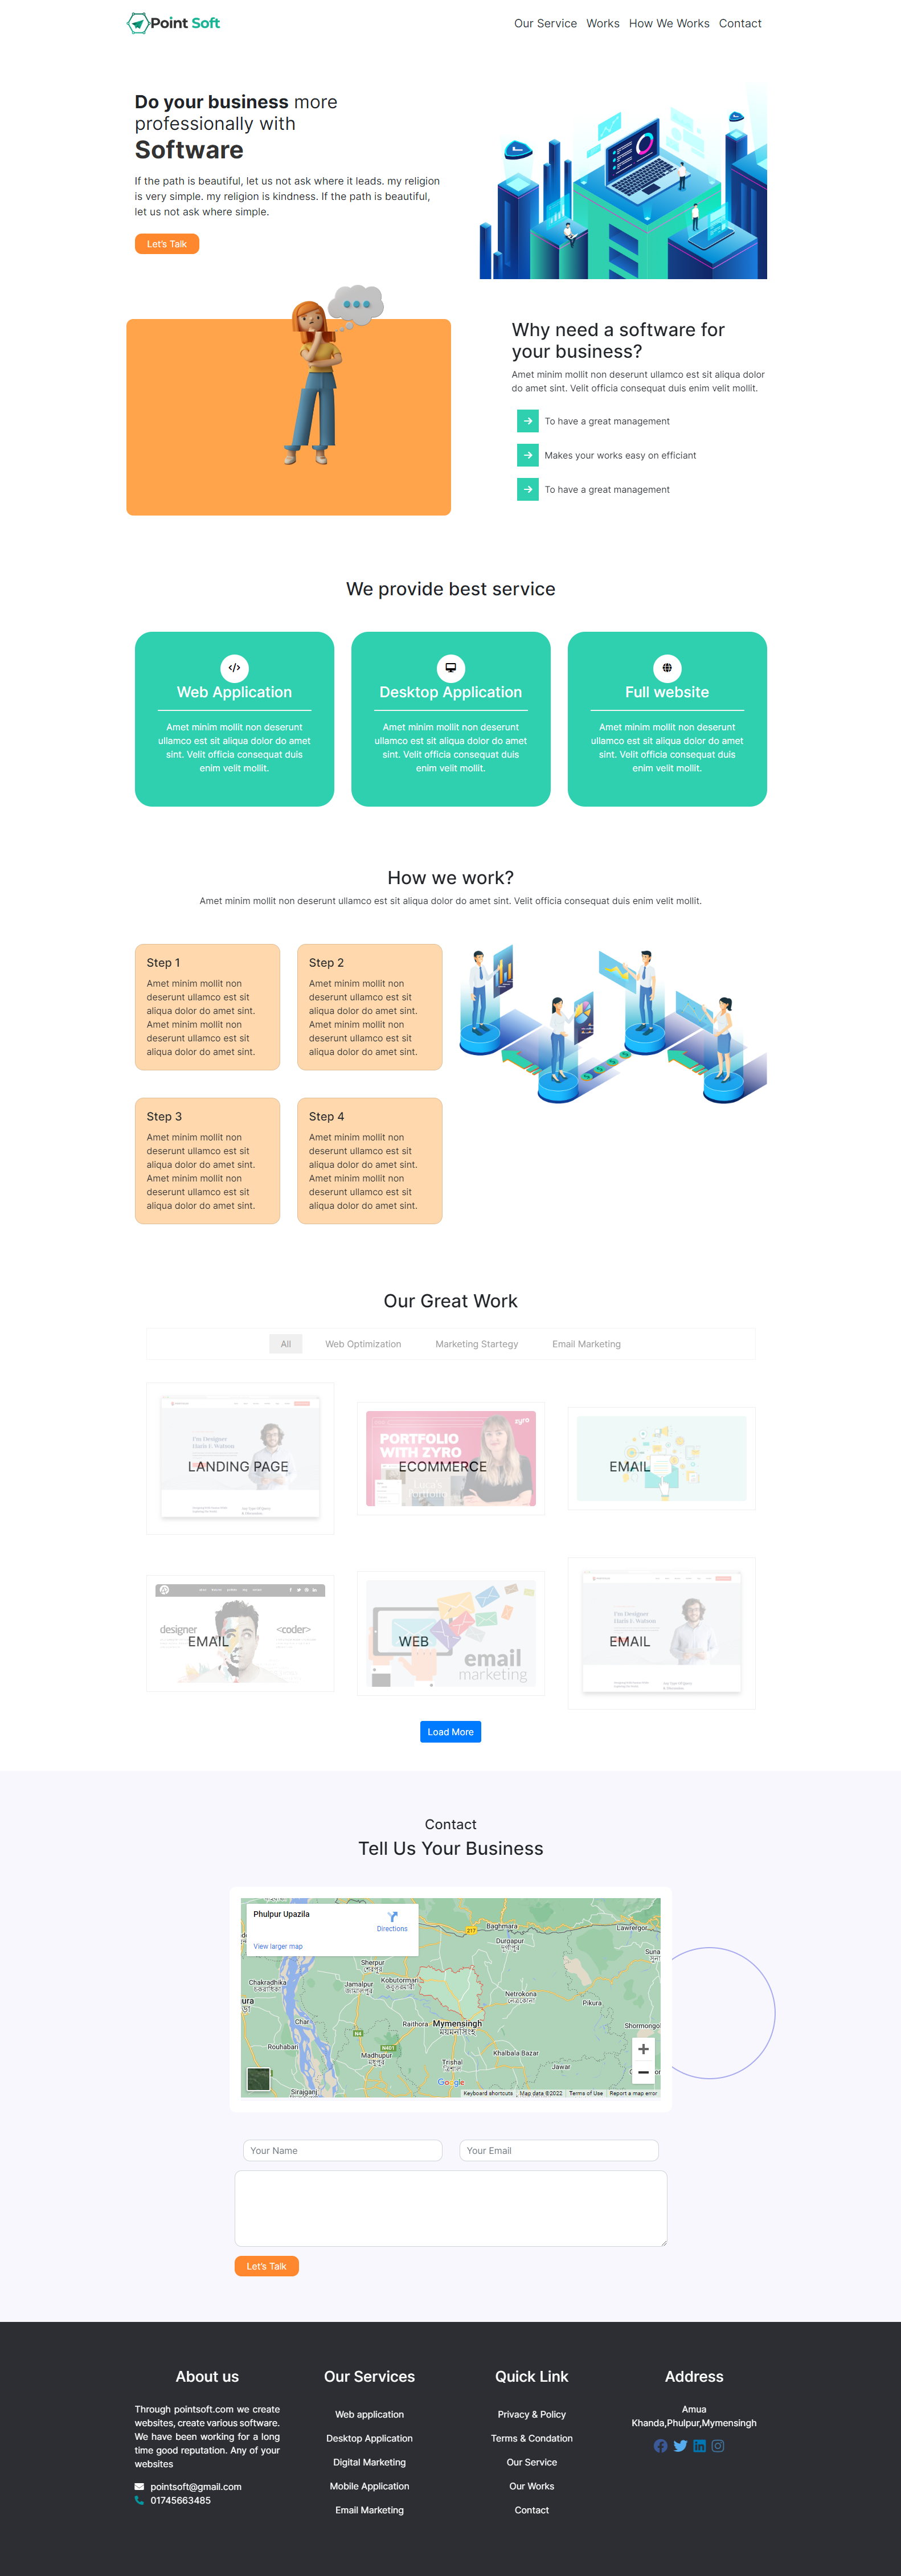 Point Soft
Our Service Works How We Works Contact
Do your business more
professionally with
Software
If the path is beautiful, let us not ask where it leads. my religion
is very simple. my religion is kindness. If the path is beautiful,
let us not ask where simple.
Let's Talk
Why need a software for
your business?
Amet minim mollit non deserunt ullamco est sit aliqua dolor
do amet sint. Velit officia consequat duis enim velit mollit.
To have a great management
Makes your works easy on efficiant
To have a great management
We provide best service
Web Application
Amet minim mollit non deserunt
ullamco est sit aliqua dolor do amet
sint. Velit officia consequat duis
enim velit mollit.
Desktop Application
Amet minim mollit non deserunt
ullamco est sit aliqua dolor do amet
sint. Velit officia consequat duis
enim velit mollit.
Full website
Amet minim mollit non deserunt
ullamco est sit aliqua dolor do amet
sint. Velit officia consequat duis
enim velit mollit.
How we work?
Amet minim mollit non deserunt ullamco est sit aliqua dolor do amet sint. Velit officia consequat duis enim velit mollit.
Step 1
Amet minim mollit non
deserunt ullamco est sit
aliqua dolor do amet sint.
Amet minim mollit non
deserunt ullamco est sit
aliqua dolor do amet sint.
Step 2
Amet minim mollit non
deserunt ullamco est sit
aliqua dolor do amet sint.
Amet minim mollit non
deserunt ullamco est sit
aliqua dolor do amet sint.
Step 3
Amet minim mollit non
deserunt ullamco est sit
aliqua dolor do amet sint.
Amet minim mollit non
deserunt ullamco est sit
aliqua dolor do amet sint.
Step 4
Amet minim mollit non
deserunt ullamco est sit
aliqua dolor do amet sint.
Amet minim mollit non
deserunt ullamco est sit
aliqua dolor do amet sint.
Our Great Work
All Web Optimization Marketing Startegy Email Marketing
I'm Designer
Haris F. Watson
LANDING PAGE
zyro
PORTFOLIO
WITH ZYRO
ECOMMERCE
EMAIL
designer
<coder>
EMAIL
WEB
email
marketing
I'm Designer
Haris F. Watson
EMAIL
Load More
Contact
Tell Us Your Business
Phulpur Upazila
Directions
View larger map
217
Baghmara
Lawrelgor
Durgapur
দুর্গাপুর
Suna
Sherpur
শেরপুর
Chakradhika
Jamalpur
জামালপুর
Kobutormari
Netrokona
নেত্রকোণা
Pikura
ura
Char
Raithora
Mymensingh
ময়মনসিংহ
Shormongo
N4
N401
Rouhabari
Madhupur
মধুপুর
Trishal
ত্রিশাল
Khalbala Bazar
Jawar
Sirajganj
Google
Keyboard shortcuts Map data ©2022 Terms of Use Report a map error
Your Name
Your Email
Let's Talk
About us
Through pointsoft.com we create
websites, create various software.
We have been working for a long
time good reputation. Any of your
websites
pointsoft@gmail.com
01745663485
Our Services
Web application
Desktop Application
Digital Marketing
Mobile Application
Email Marketing
Quick Link
Privacy & Policy
Terms & Condation
Our Service
Our Works
Contact
Address
Amua
Khanda,Phulpur,Mymensingh